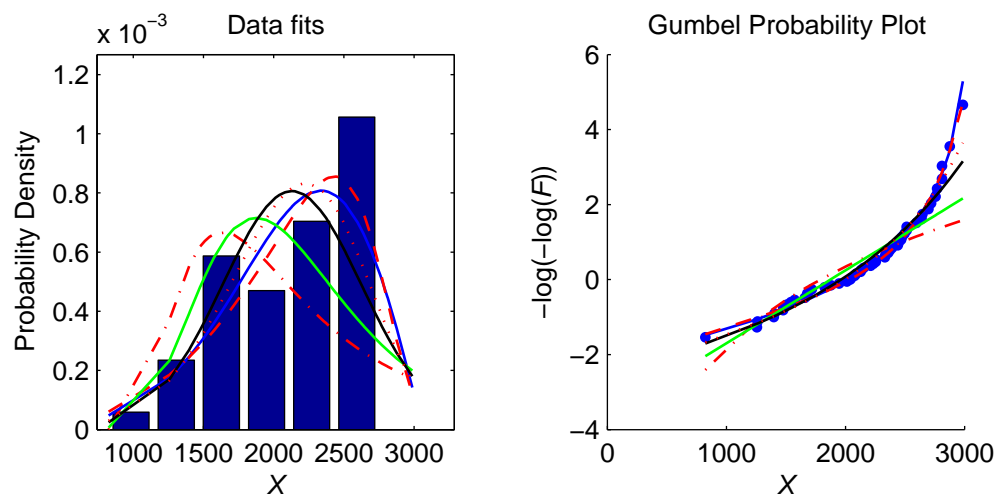 x 10⁻³
Data fits
1.2
1
0.8
0.6
0.4
0.2
0
1000 1500 2000 2500 3000
X
Probability Density
Gumbel Probability Plot
6
4
2
0
−2
−4
1000 2000 3000
X
−log(−log(F))